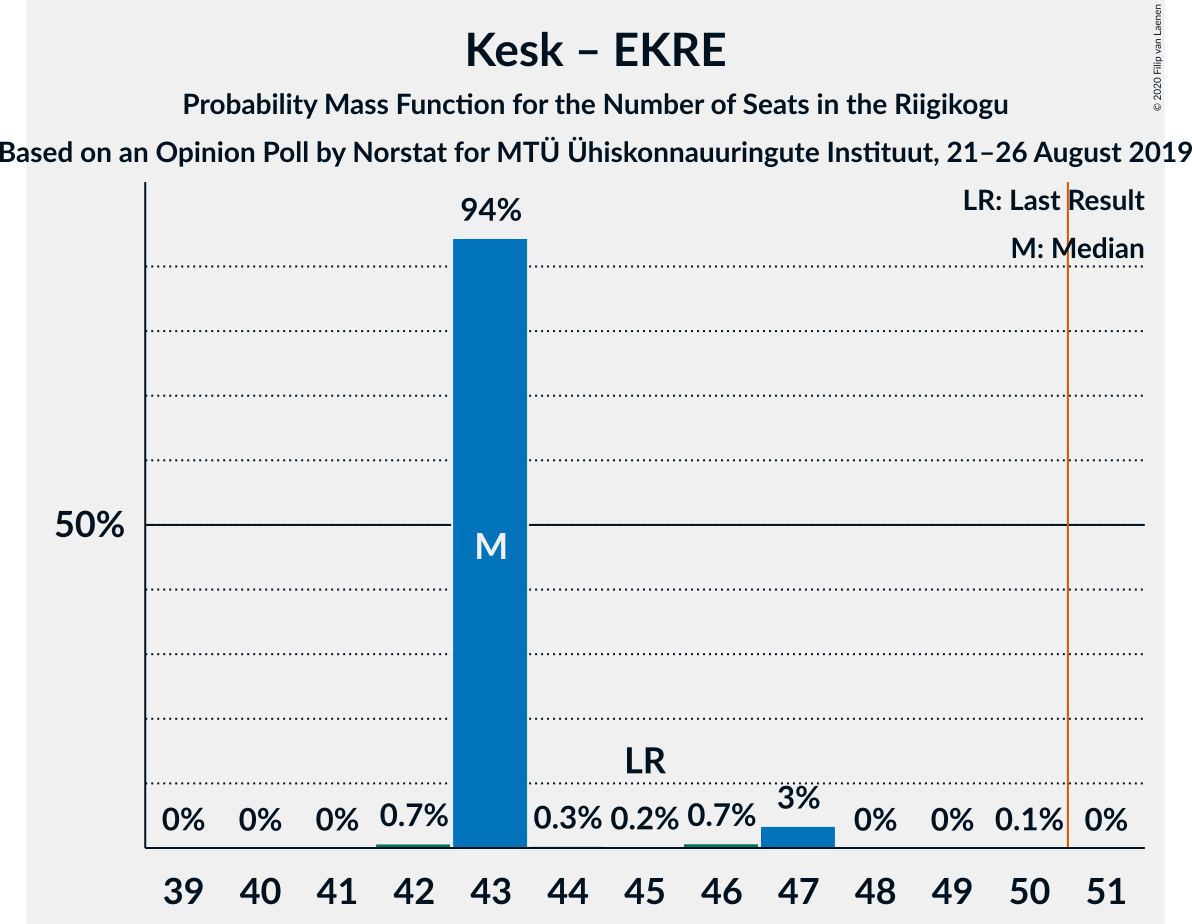 Kesk – EKRE
Probability Mass Function for the Number of Seats in the Riigikogu
Based on an Opinion Poll by Norstat for MTÜ Ühiskonnauuringute Instituut, 21–26 August 2019
© 2020 Filip van Laenen
LR: Last Result
M: Median
94%
50%
M
LR
0% 0% 0% 0.7% 0.3% 0.2% 0.7% 3% 0% 0% 0.1% 0%
39 40 41 42 43 44 45 46 47 48 49 50 51